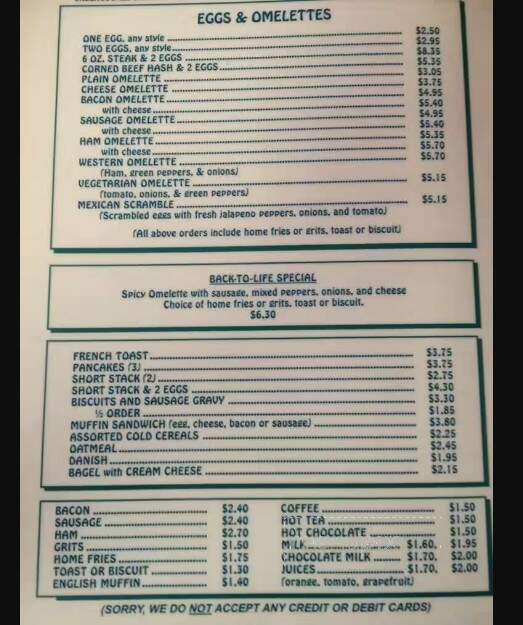 EGGS & OMELETTES
ONE EGG, any style $2.50
TWO EGGS, any style $2.95
6 OZ. STEAK & 2 EGGS $8.35
CORNED BEEF HASH & 2 EGGS $5.35
PLAIN OMELETTE $3.05
CHEESE OMELETTE $3.75
BACON OMELETTE $4.95
with cheese $5.40
SAUSAGE OMELETTE $4.95
with cheese $5.40
HAM OMELETTE $5.35
with cheese $5.70
WESTERN OMELETTE $5.70
(Ham, green peppers, & onions)
VEGETARIAN OMELETTE $5.15
(tomato, onions, & green peppers)
MEXICAN SCRAMBLE $5.15
(Scrambled eggs with fresh jalapeno peppers, onions, and tomato)
(All above orders include home fries or grits, toast or biscuit)
BACK-TO-LIFE SPECIAL
Spicy Omelette with sausage, mixed peppers, onions, and cheese
Choice of home fries or grits, toast or biscuit.
$6.30
FRENCH TOAST $3.75
PANCAKES (3) $3.75
SHORT STACK (2) $2.75
SHORT STACK & 2 EGGS $4.30
BISCUITS AND SAUSAGE GRAVY $3.30
½ ORDER $1.85
MUFFIN SANDWICH (egg, cheese, bacon or sausage) $3.80
ASSORTED COLD CEREALS $2.25
OATMEAL $2.45
DANISH $1.95
BAGEL with CREAM CHEESE $2.15
BACON $2.40
SAUSAGE $2.40
HAM $2.70
GRITS $1.50
HOME FRIES $1.75
TOAST OR BISCUIT $1.30
ENGLISH MUFFIN $1.40
COFFEE $1.50
HOT TEA $1.50
HOT CHOCOLATE $1.50
MILK $1.60, $1.95
CHOCOLATE MILK $1.70, $2.00
JUICES $1.70, $2.00
(orange, tomato, grapefruit)
(SORRY, WE DO NOT ACCEPT ANY CREDIT OR DEBIT CARDS)